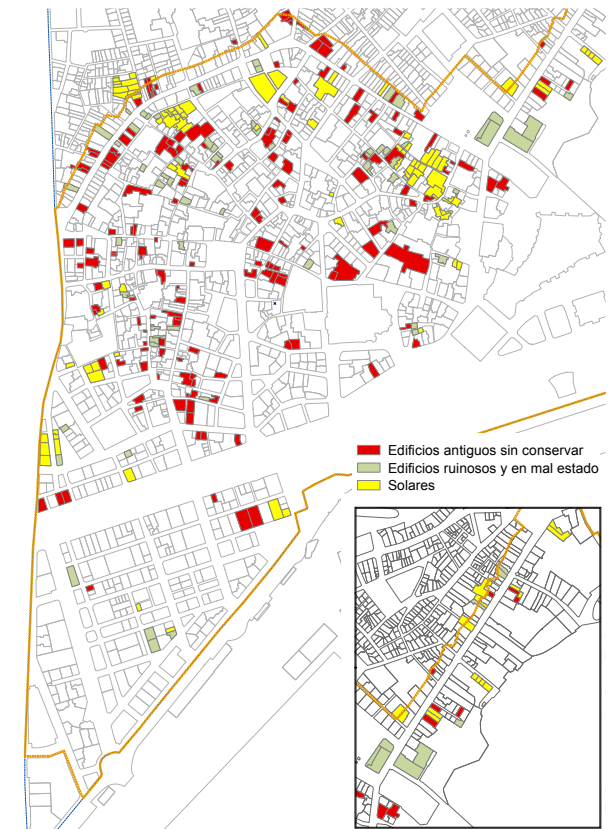 Edificios antiguos sin conservar
Edificios ruinosos y en mal estado
Solares